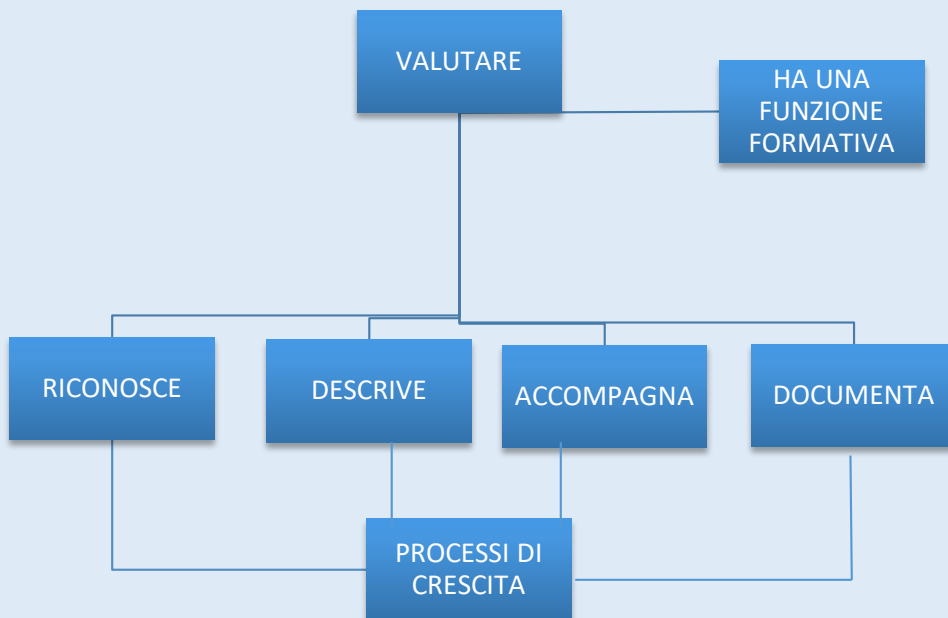 VALUTARE
HA UNA
FUNZIONE
FORMATIVA
RICONOSCE
DESCRIVE
ACCOMPAGNA
DOCUMENTA
PROCESSI DI
CRESCITA